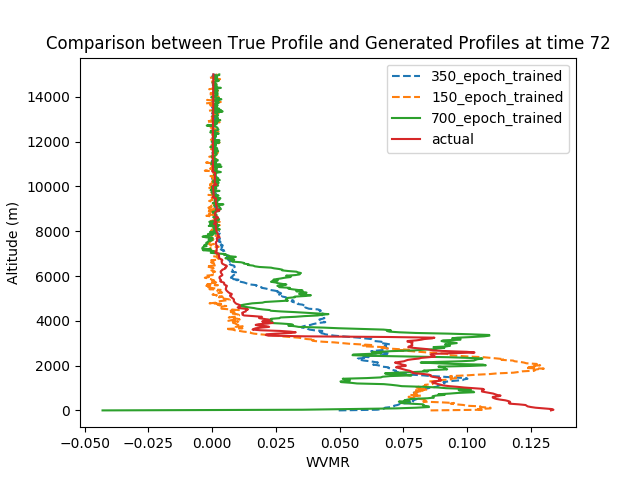 Comparison between True Profile and Generated Profiles at time 72
350_epoch_trained
150_epoch_trained
700_epoch_trained
actual
Altitude (m)
14000
12000
10000
8000
6000
4000
2000
0
−0.050
−0.025
0.000
0.025
0.050
0.075
0.100
0.125
WVMR